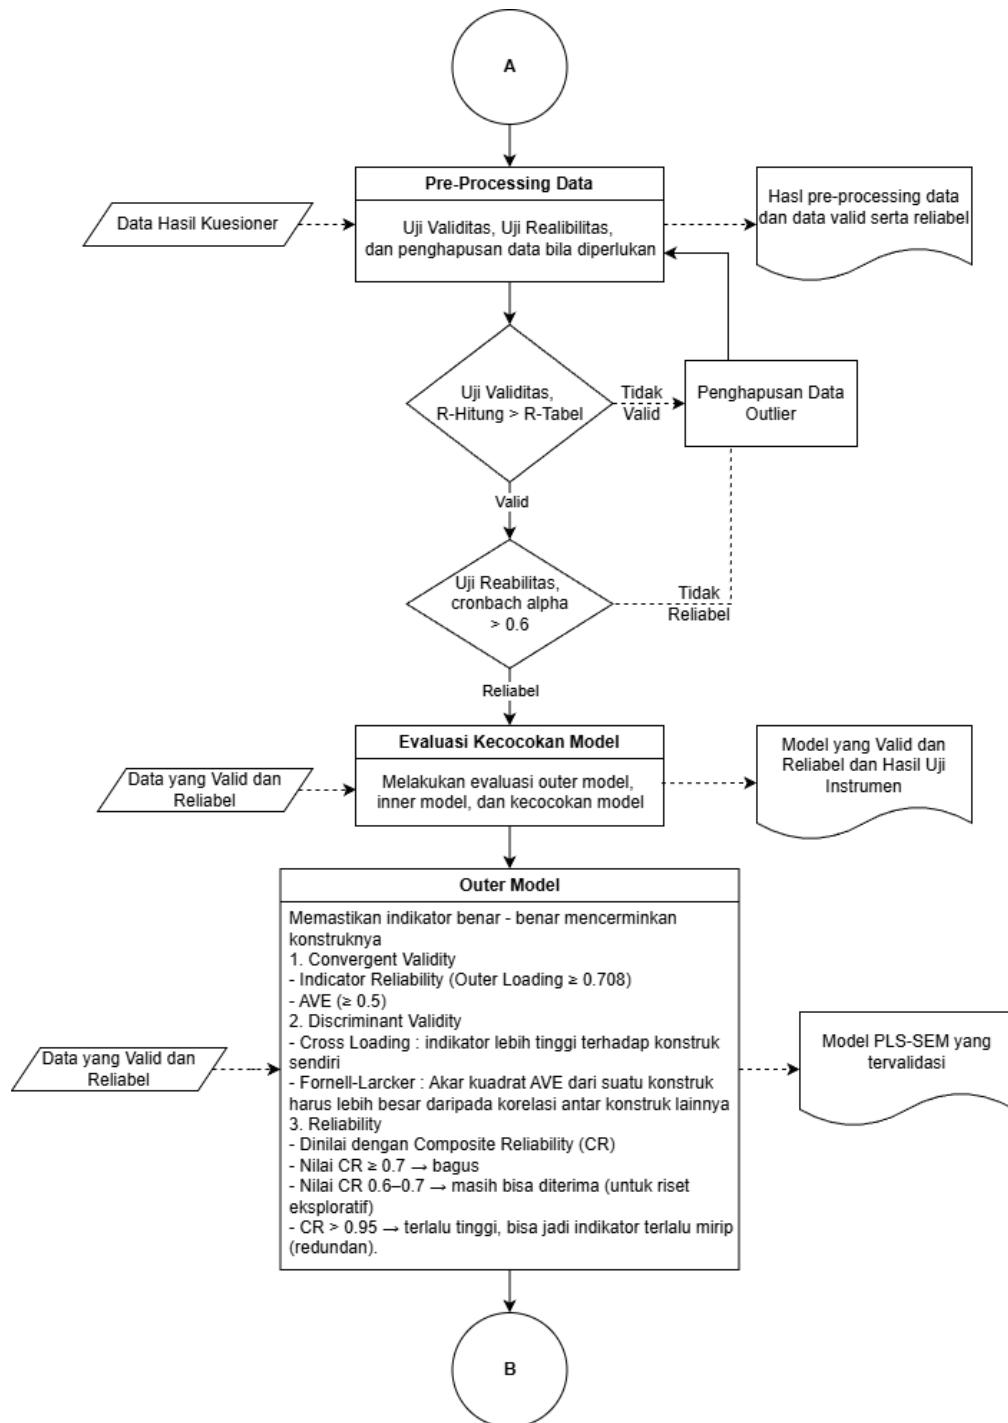 A
Pre-Processing Data
Data Hasil Kuesioner
Uji Validitas, Uji Realibilitas,
dan penghapusan data bila diperlukan
Hasl pre-processing data
dan data valid serta reliabel
Uji Validitas,
R-Hitung > R-Tabel
Tidak
Valid
Penghapusan Data
Outlier
Valid
Uji Reabilitas,
cronbach alpha
> 0.6
Tidak
Reliabel
Reliabel
Evaluasi Kecocokan Model
Data yang Valid dan
Reliabel
Melakukan evaluasi outer model,
inner model, dan kecocokan model
Model yang Valid dan
Reliabel dan Hasil Uji
Instrumen
Outer Model
Memastikan indikator benar - benar mencerminkan
konstruknya
1. Convergent Validity
- Indicator Reliability (Outer Loading ≥ 0.708)
- AVE (≥ 0.5)
2. Discriminant Validity
- Cross Loading : indikator lebih tinggi terhadap konstruk
sendiri
- Fornell-Larcker : Akar kuadrat AVE dari suatu konstruk
harus lebih besar daripada korelasi antar konstruk lainnya
3. Reliability
- Dinilai dengan Composite Reliability (CR)
- Nilai CR ≥ 0.7 → bagus
- Nilai CR 0.6–0.7 → masih bisa diterima (untuk riset
eksploratif)
- CR > 0.95 → terlalu tinggi, bisa jadi indikator terlalu mirip
(redundan).
Data yang Valid dan
Reliabel
Model PLS-SEM yang
tervalidasi
B